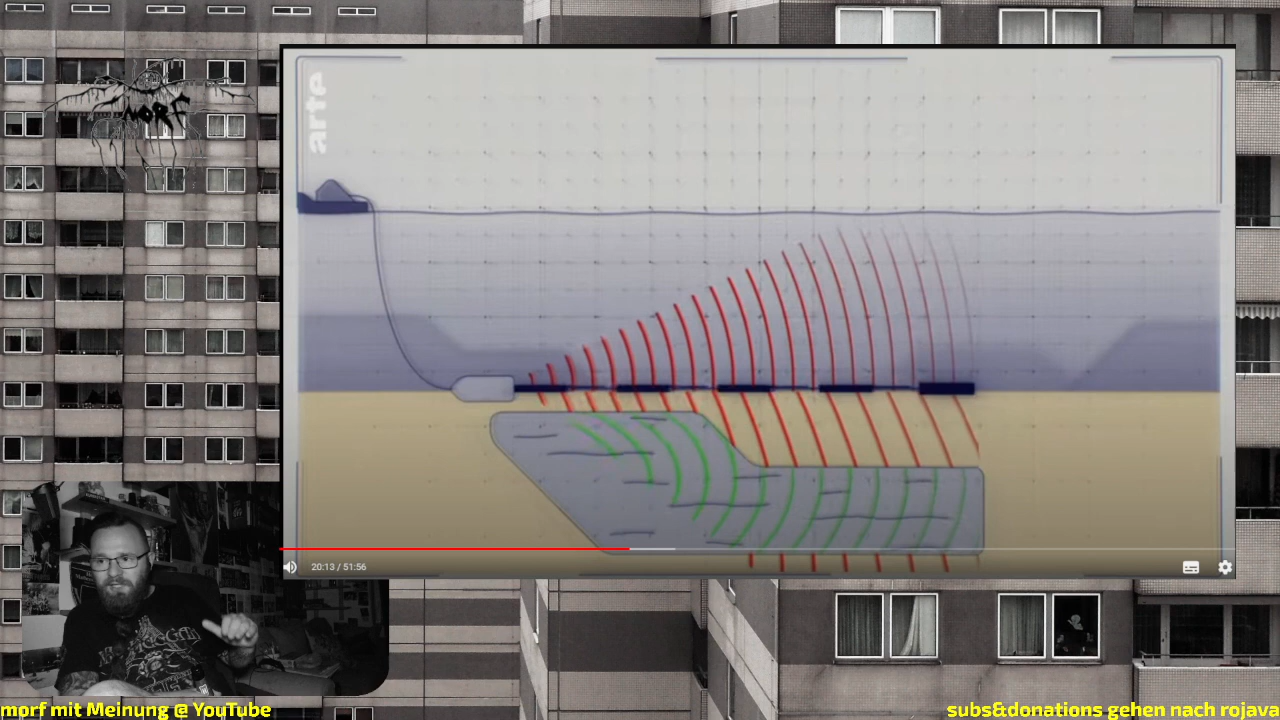 arte
MORF
20:13 / 51:56
morf mit Meinung @ YouTube
subs&donations gehen nach rojava